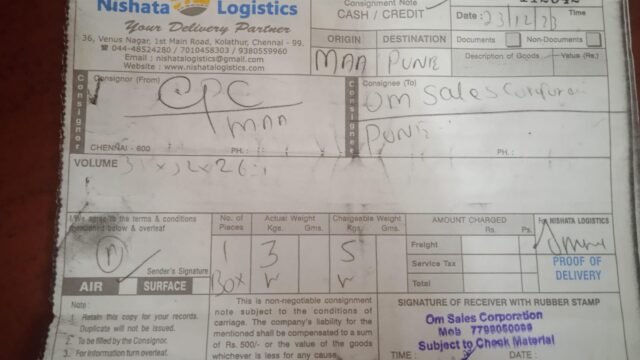 Nishata Logistics
Your Delivery Partner
36, Venus Nagar, 1st Main Road, Kolathur, Chennai - 99.
044-48524280 / 7010458303 / 9380559960
Email : nishatalogistics@gmail.com
Website : www.nishatalogistics.com
Consignment Note
CASH / CREDIT
Date : 23/12/23 Time
ORIGIN DESTINATION
MAA PUNE
Documents Non-Documents
Description of Goods Value (Rs.)
Consignor
Consignor (From)
CPC
MAA
CHENNAI - 600 PH. :
Consignee
Consignee (To)
Om Sales
PUNE
PH. :
VOLUME
I/We agree to the terms & conditions
mentioned below & overleaf
Sender's Signature
AIR SURFACE
No. of Places
1
Box
Actual Weight
Kgs. Gms.
3
Chargeable Weight
Kgs. Gms.
5
AMOUNT CHARGED
Rs. Ps.
Freight
Service Tax
Total
For NISHATA LOGISTICS
PROOF OF
DELIVERY
Note :
1. Retain this copy for your records.
Duplicate will not be issued.
2. To be filled by the Consignor.
3. For Information turn overleaf.
This is non-negotiable consignment
note subject to the conditions of
carriage. The company's liability for the
mentioned shall be compensated to a sum
of Rs. 500/- or the value of the goods
whichever is less for any cause.
SIGNATURE OF RECEIVER WITH RUBBER STAMP
Om Sales Corporation
Mob 7798050099
Subject to Check Material
TIME : DATE :